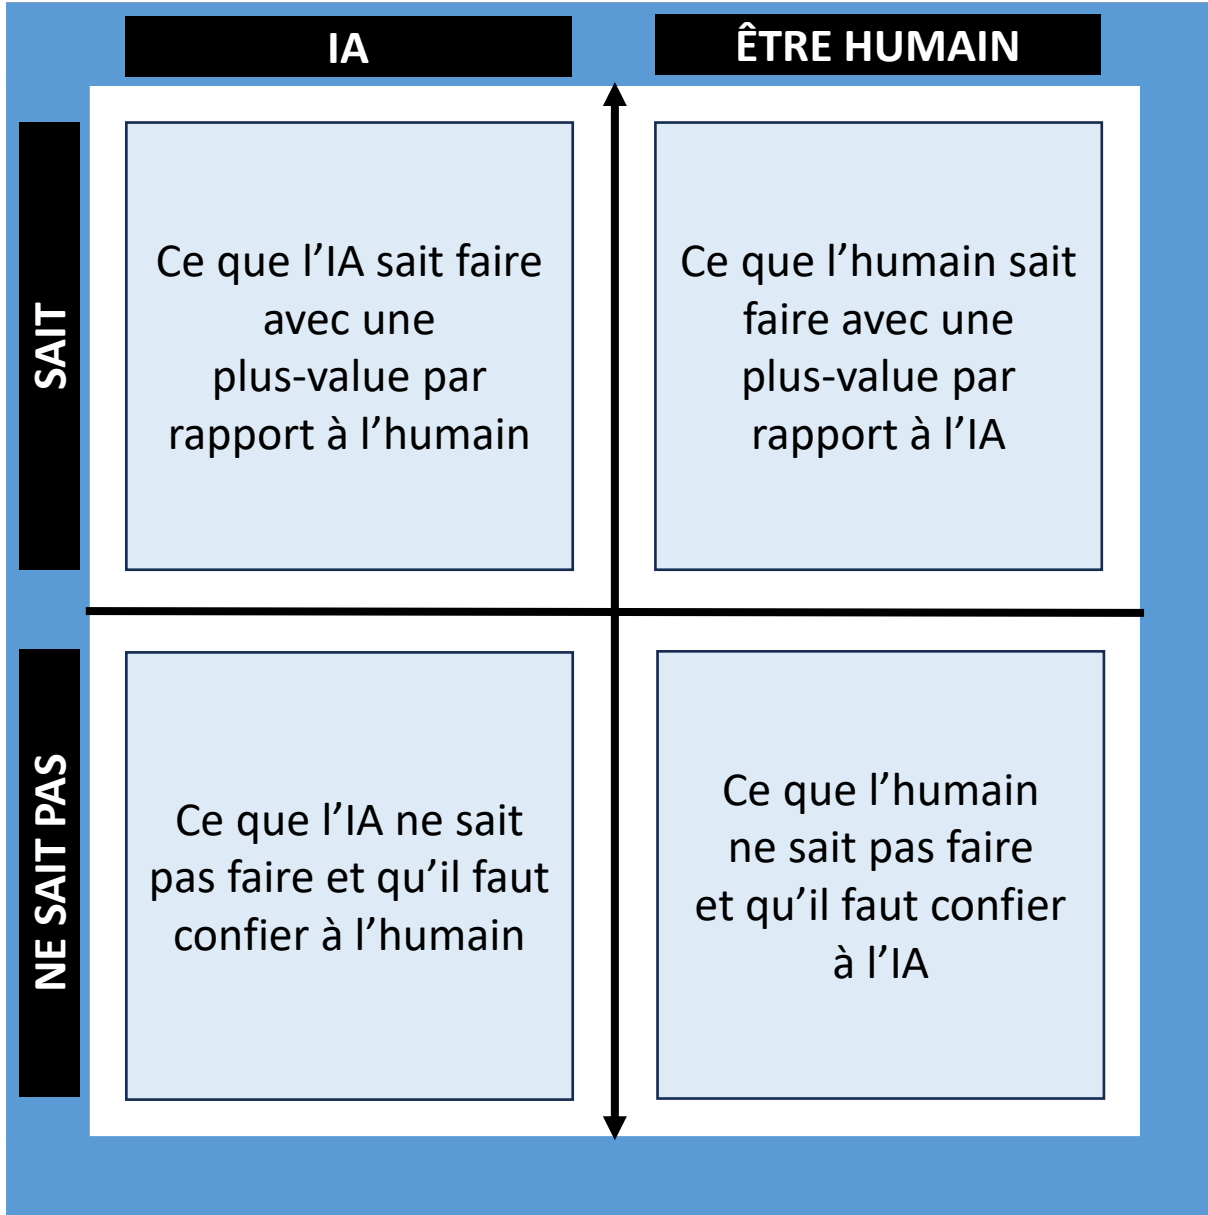 IA
ÊTRE HUMAIN
SAIT
Ce que l’IA sait faire
avec une
plus-value par
rapport à l’humain
Ce que l’humain sait
faire avec une
plus-value par
rapport à l’IA
NE SAIT PAS
Ce que l’IA ne sait
pas faire et qu’il faut
confier à l’humain
Ce que l’humain
ne sait pas faire
et qu’il faut confier
à l’IA